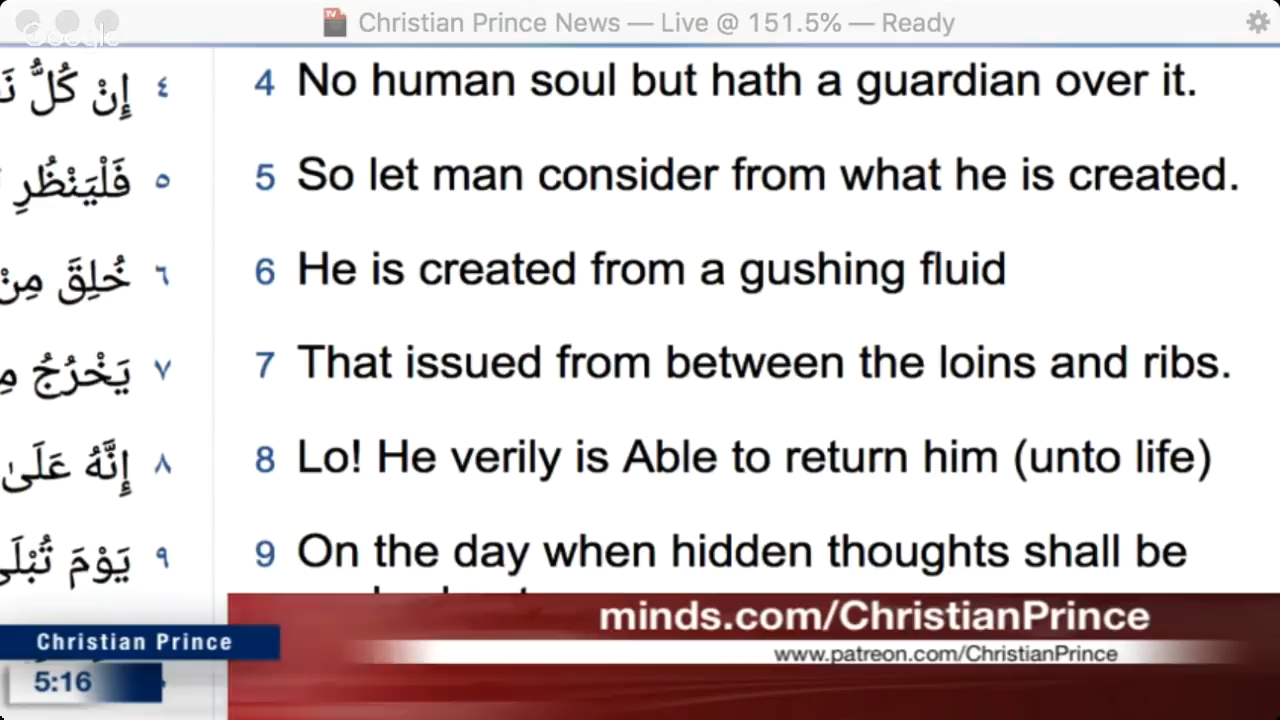 Christian Prince News — Live @ 151.5% — Ready
Google
إِنْ كُلُّ ٤
4 No human soul but hath a guardian over it.
فَلْيَنْظُرِ ٥
5 So let man consider from what he is created.
خُلِقَ مِنْ ٦
6 He is created from a gushing fluid
يَخْرُجُ ٧
7 That issued from between the loins and ribs.
إِنَّهُ عَلَىٰ ٨
8 Lo! He verily is Able to return him (unto life)
يَوْمَ تُبْلَى ٩
9 On the day when hidden thoughts shall be
minds.com/ChristianPrince
Christian Prince
www.patreon.com/ChristianPrince
5:16